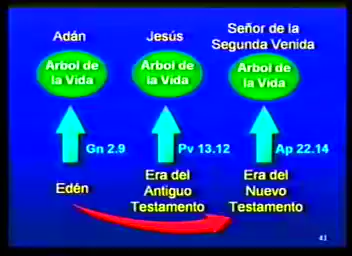 Adán
Jesús
Señor de la
Segunda Venida
Arbol de
la Vida
Arbol de
la Vida
Arbol de
la Vida
Gn 2.9
Pv 13.12
Ap 22.14
Edén
Era del
Antiguo
Testamento
Era del
Nuevo
Testamento
41